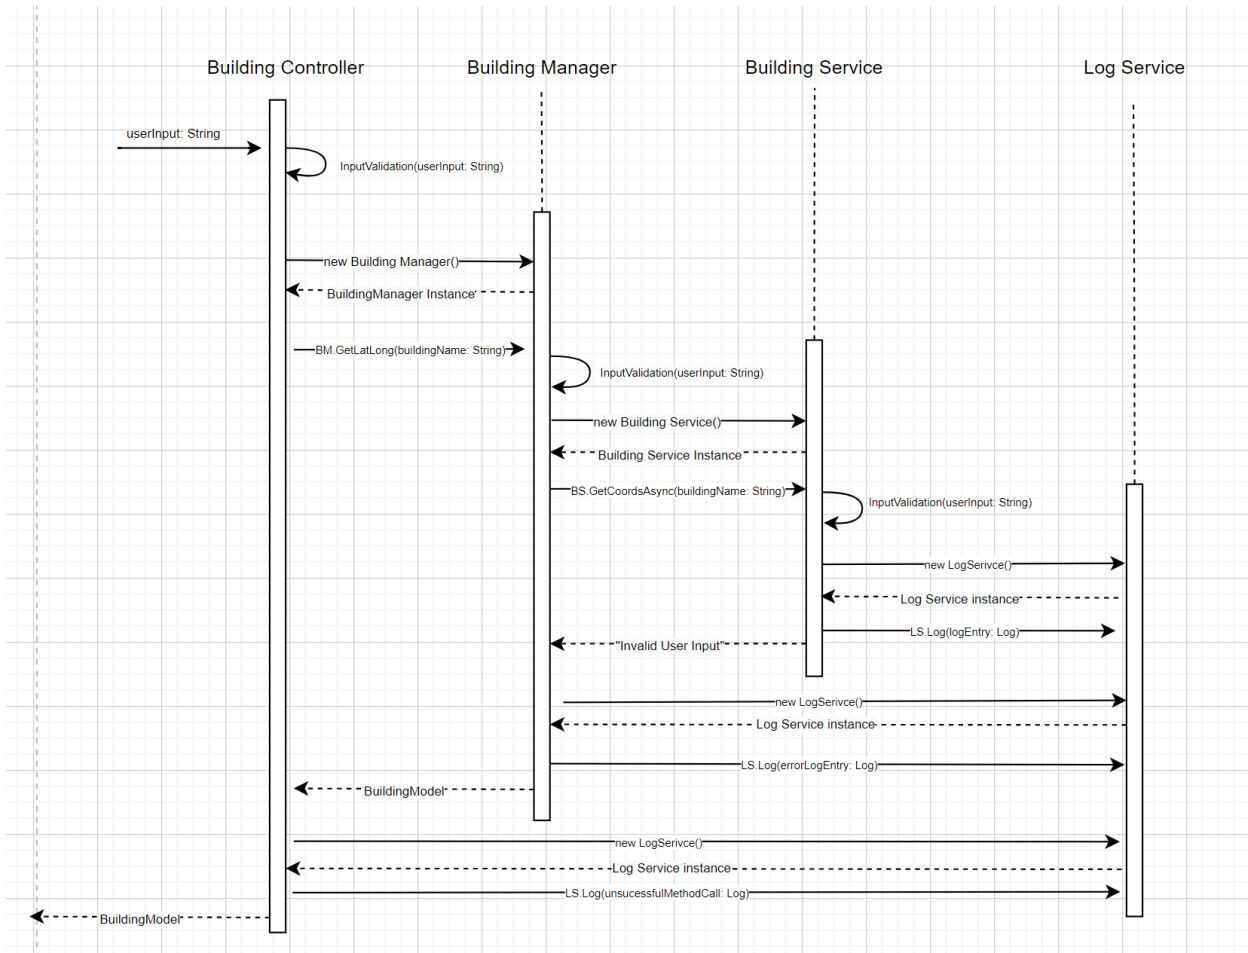 Building Controller
Building Manager
Building Service
Log Service
userInput: String
InputValidation(userInput: String)
new Building Manager()
BuildingManager Instance
BM.GetLatLong(buildingName: String)
InputValidation(userInput: String)
new Building Service()
Building Service Instance
BS.GetCoordsAsync(buildingName: String)
InputValidation(userInput: String)
new LogSerivce()
Log Service instance
LS.Log(logEntry: Log)
"Invalid User Input"
new LogSerivce()
Log Service instance
LS.Log(errorLogEntry: Log)
BuildingModel
new LogSerivce()
Log Service instance
LS.Log(unsucessfulMethodCall: Log)
BuildingModel